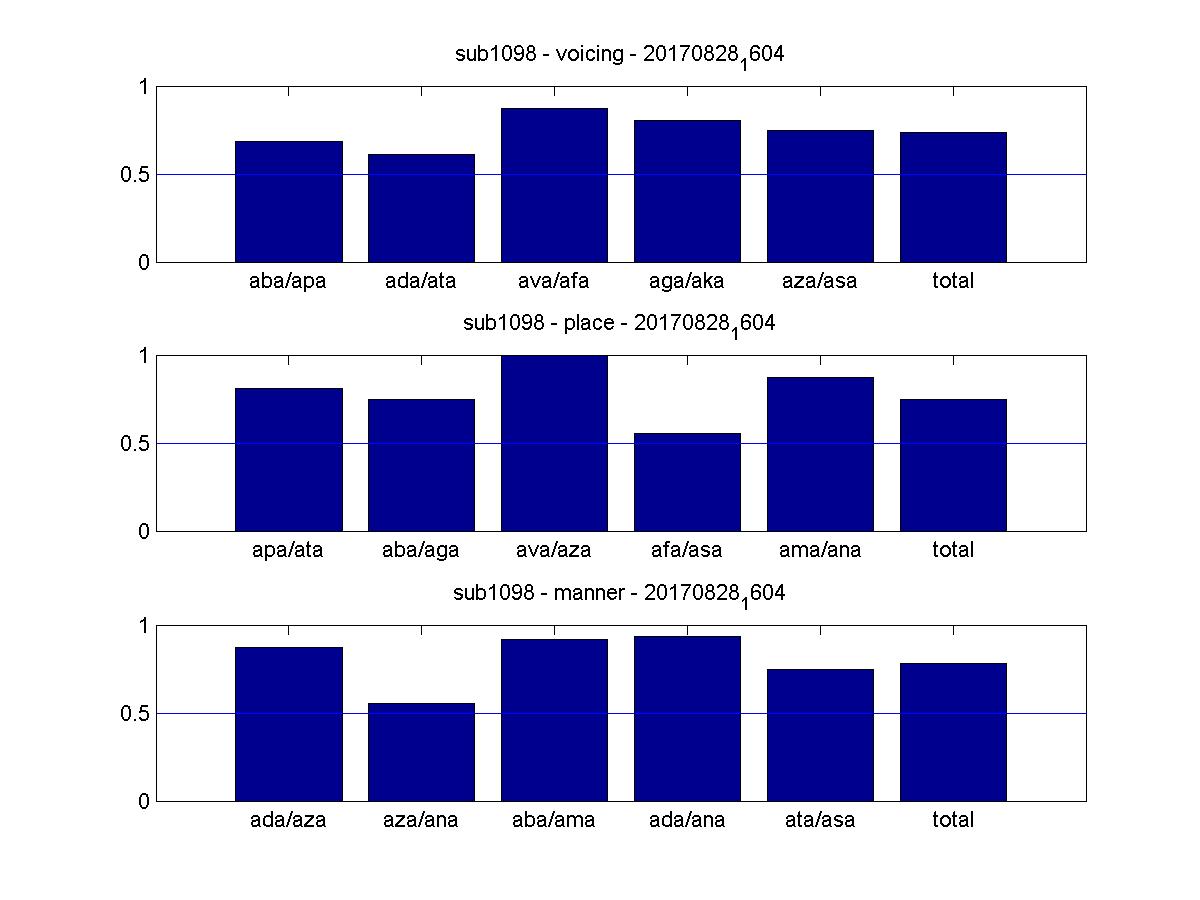 sub1098 - voicing - 20170828₁604
1
0.5
0
aba/apa ada/ata ava/afa aga/aka aza/asa total
sub1098 - place - 20170828₁604
1
0.5
0
apa/ata aba/aga ava/aza afa/asa ama/ana total
sub1098 - manner - 20170828₁604
1
0.5
0
ada/aza aza/ana aba/ama ada/ana ata/asa total